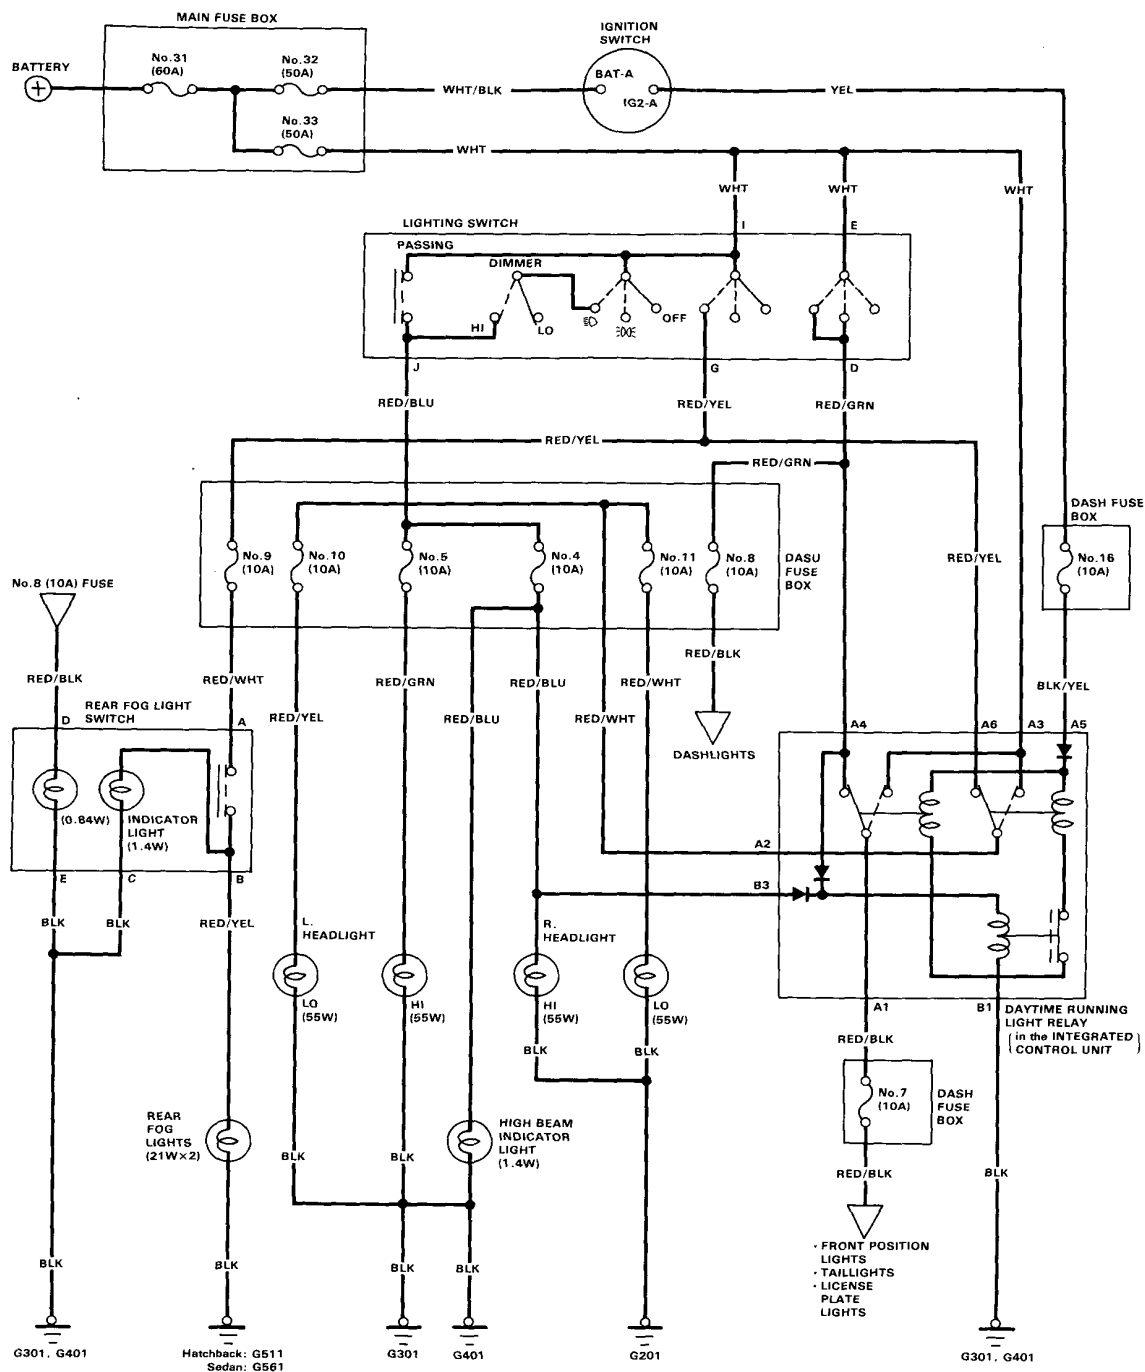 MAIN FUSE BOX
IGNITION
SWITCH
BATTERY
No.31
(60A)
No.32
(50A)
BAT-A
IG2-A
WHT/BLK
YEL
No.33
(50A)
WHT
WHT
WHT
WHT
LIGHTING SWITCH
I
E
PASSING
DIMMER
HI
LO
OFF
J
G
D
RED/BLU
RED/YEL
RED/GRN
RED/YEL
RED/GRN
DASH FUSE
BOX
No.9
(10A)
No.10
(10A)
No.5
(10A)
No.4
(10A)
No.11
(10A)
No.8
(10A)
DASU
FUSE
BOX
RED/YEL
No.16
(10A)
No.8 (10A) FUSE
RED/BLK
RED/WHT
RED/GRN
RED/BLU
RED/WHT
RED/BLK
BLK/YEL
REAR FOG LIGHT
SWITCH
D
A
RED/YEL
RED/BLU
RED/WHT
DASHLIGHTS
A4
A6
A3
A5
(0.84W)
INDICATOR
LIGHT
(1.4W)
A2
E
C
B
B3
BLK
BLK
RED/YEL
L.
HEADLIGHT
R.
HEADLIGHT
LO
(55W)
HI
(55W)
HI
(55W)
LO
(55W)
A1
B1
DAYTIME RUNNING
LIGHT RELAY
(in the INTEGRATED
CONTROL UNIT)
RED/BLK
BLK
BLK
No.7
(10A)
DASH
FUSE
BOX
REAR
FOG
LIGHTS
(21W×2)
HIGH BEAM
INDICATOR
LIGHT
(1.4W)
BLK
BLK
RED/BLK
BLK
· FRONT POSITION
LIGHTS
· TAILLIGHTS
· LICENSE
PLATE
LIGHTS
BLK
BLK
BLK
BLK
BLK
G301, G401
Hatchback: G511
Sedan: G561
G301
G401
G201
G301, G401